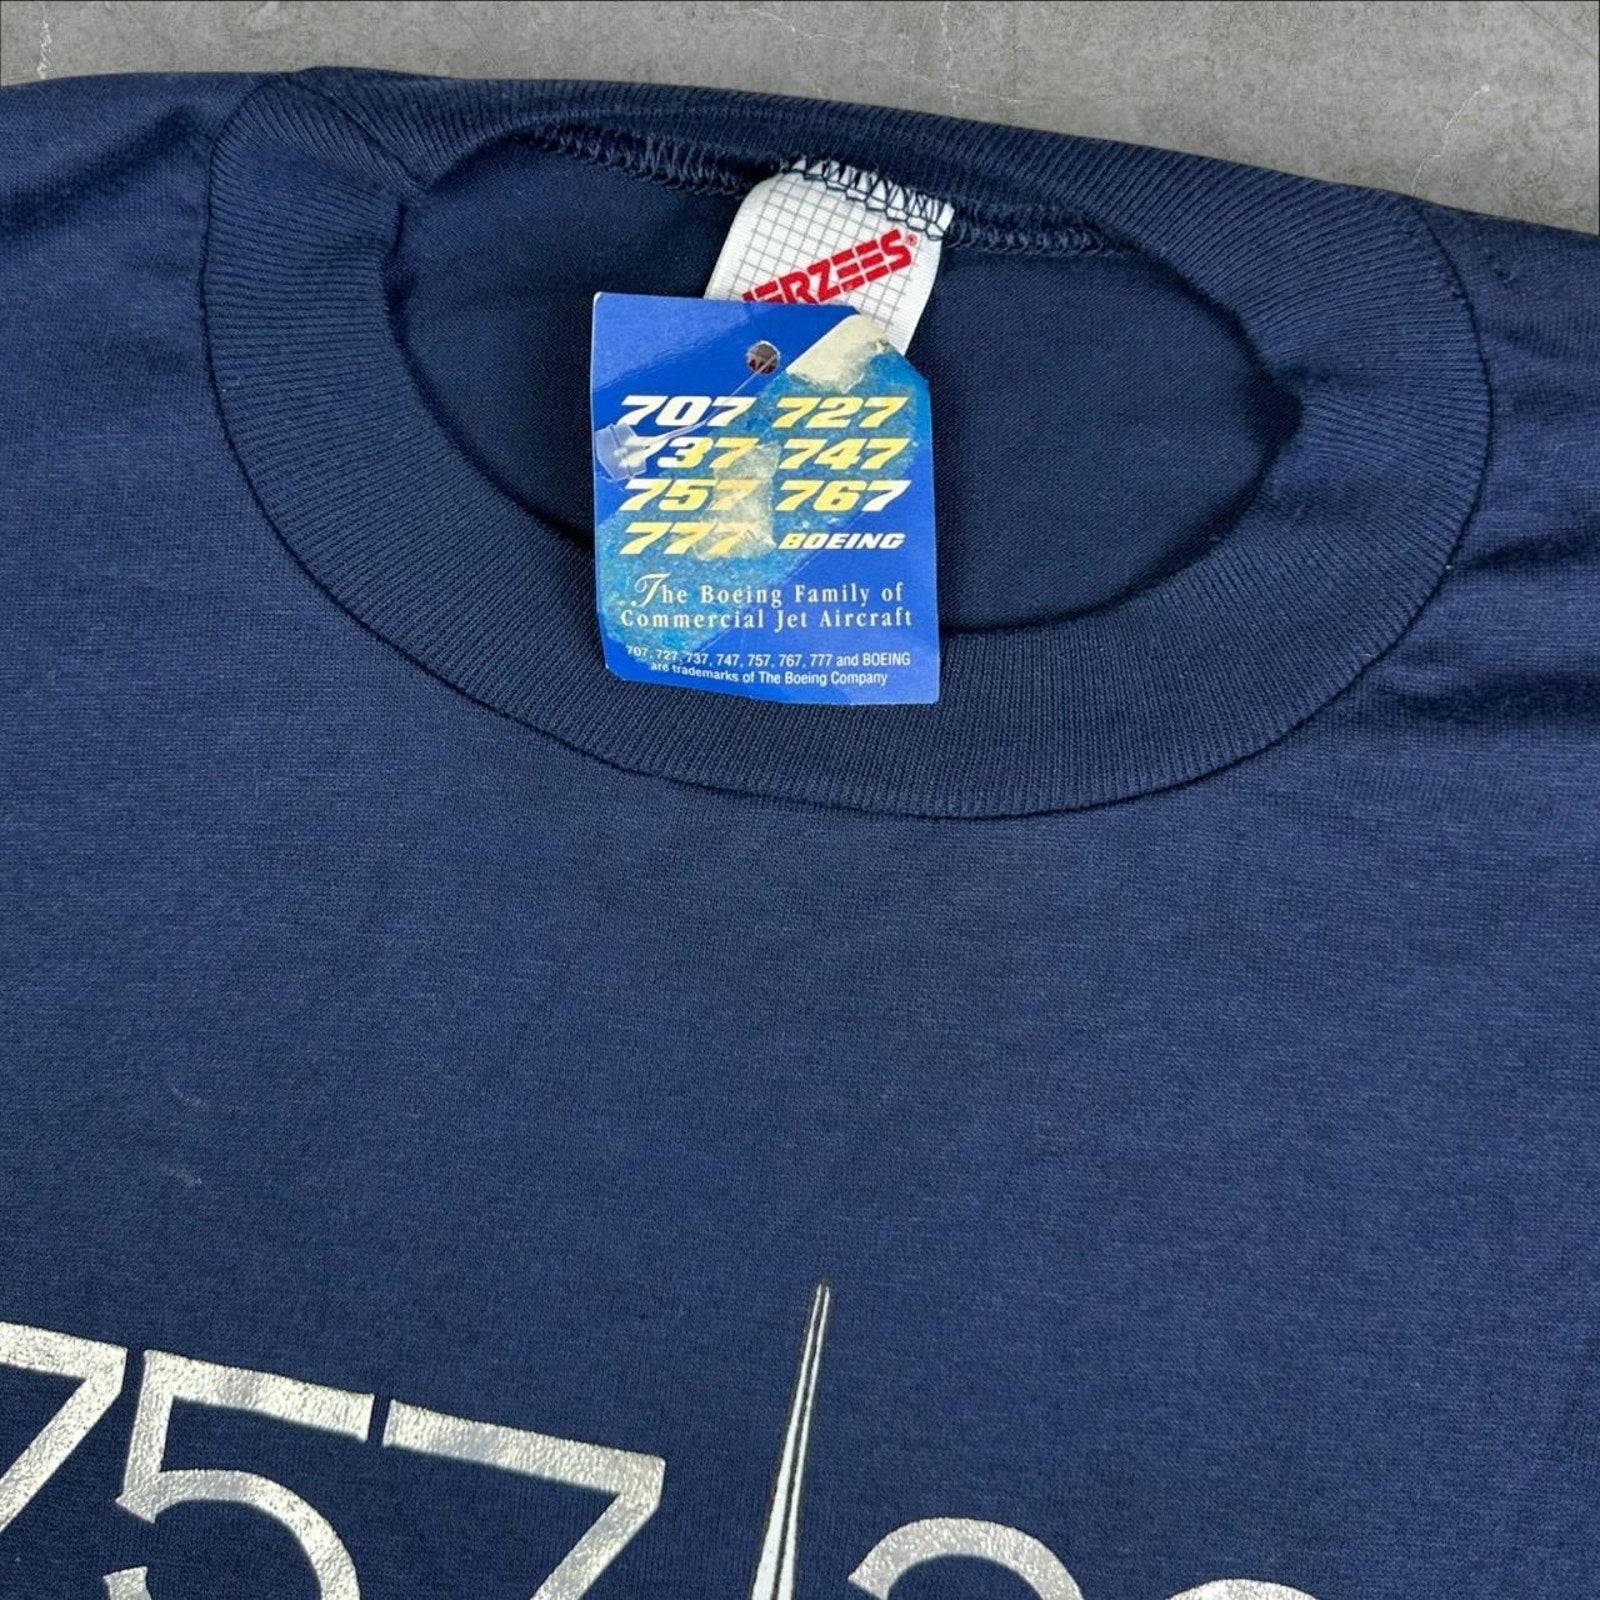 JERZEES®
707 727
737 747
757 767
777 BOEING
The Boeing Family of
Commercial Jet Aircraft
707, 727, 737, 747, 757, 767, 777 and BOEING
are trademarks of The Boeing Company
757